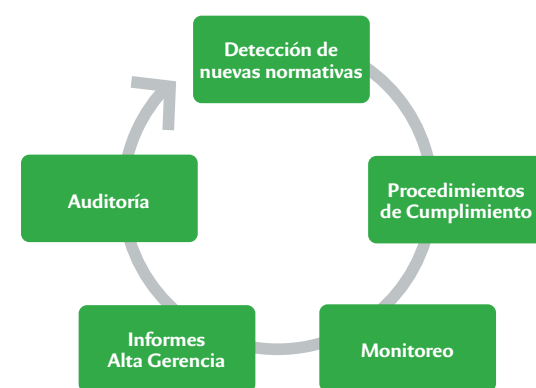 Detección de
nuevas normativas
Procedimientos
de Cumplimiento
Monitoreo
Informes
Alta Gerencia
Auditoría